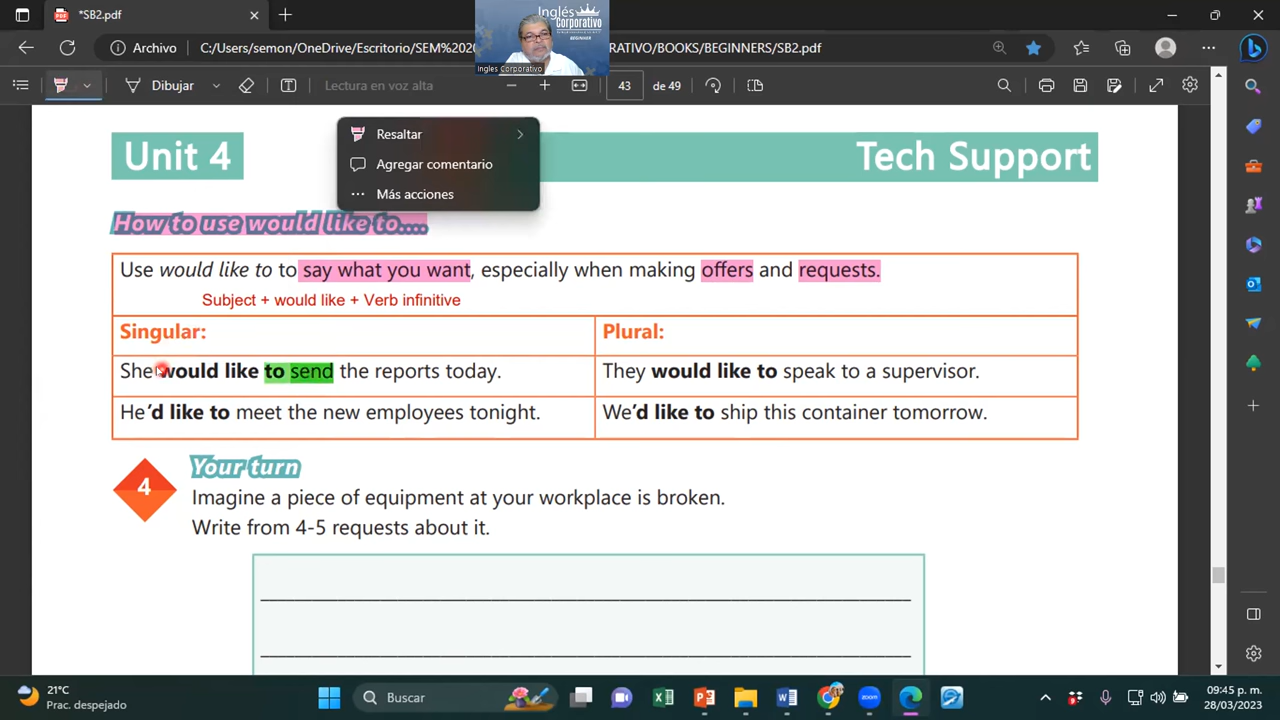 *SB2.pdf
Archivo
C:/Users/semon/OneDrive/Escritorio/SEM%20
ORATIVO/BOOKS/BEGINNERS/SB2.pdf
Inglés
Corporativo
BEGINNER
Ingles Corporativo
Dibujar
Lectura en voz alta
43
de 49
Resaltar
Agregar comentario
Más acciones
Unit 4
Tech Support
How to use would like to....
Use would like to to say what you want, especially when making offers and requests.
Subject + would like + Verb infinitive
Singular:
Plural:
She would like to send the reports today.
They would like to speak to a supervisor.
He'd like to meet the new employees tonight.
We'd like to ship this container tomorrow.
4
Your turn
Imagine a piece of equipment at your workplace is broken.
Write from 4-5 requests about it.
21°C
Prac. despejado
Buscar
09:45 p. m.
28/03/2023